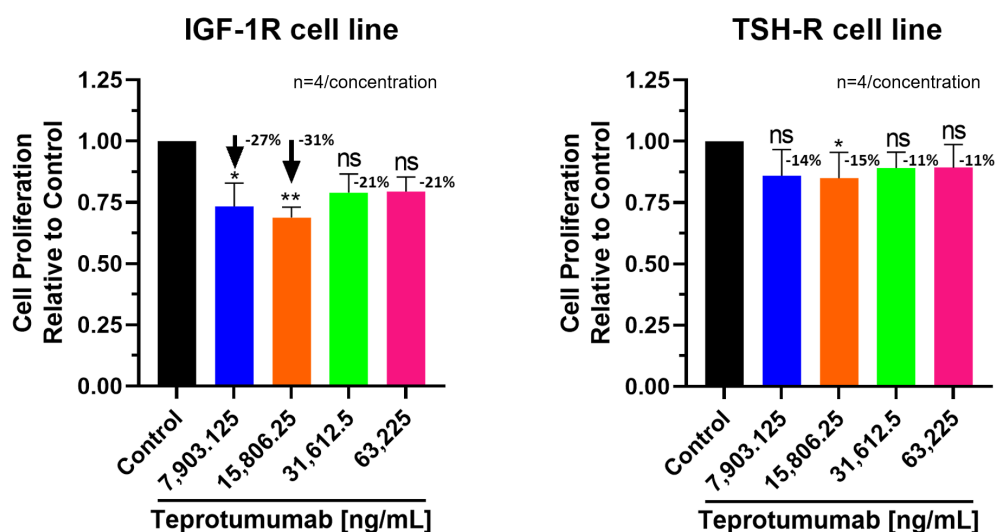 IGF-1R cell line
n=4/concentration
Cell Proliferation
Relative to Control
1.25
1.00
0.75
0.50
0.25
0.00
-27%
*
-31%
**
ns
-21%
ns
-21%
Control
7,903.125
15,806.25
31,612.5
63,225
Teprotumumab [ng/mL]
TSH-R cell line
n=4/concentration
Cell Proliferation
Relative to Control
1.25
1.00
0.75
0.50
0.25
0.00
ns
-14%
*
-15%
ns
-11%
ns
-11%
Control
7,903.125
15,806.25
31,612.5
63,225
Teprotumumab [ng/mL]